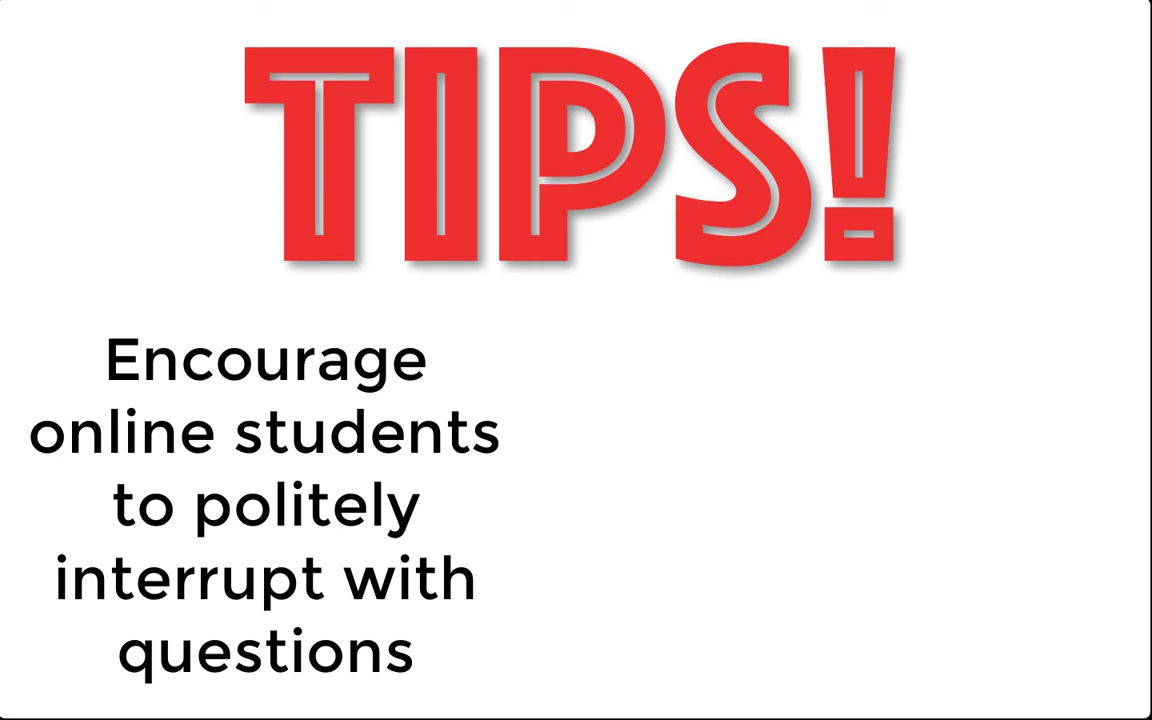 TIPS!
Encourage
online students
to politely
interrupt with
questions